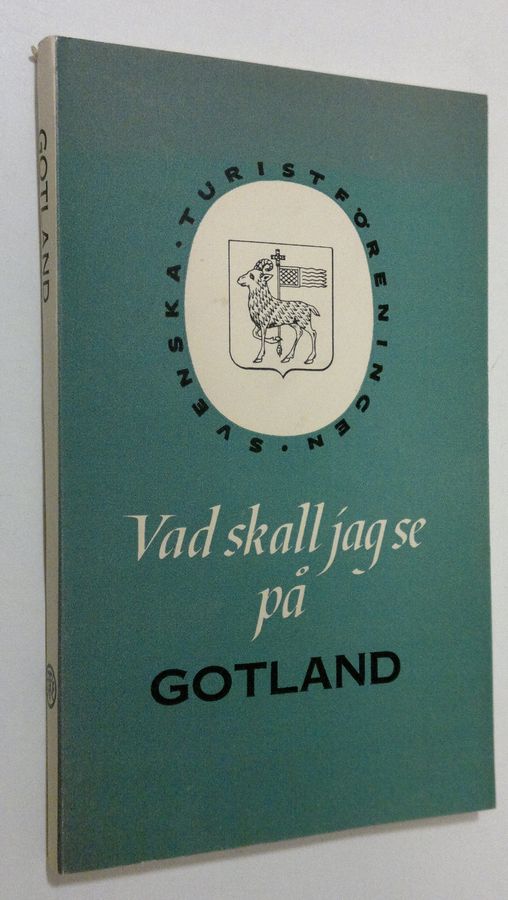 SVENSKA · TURISTFÖRENINGEN ·
Vad skall jag se
på
GOTLAND
GOTLAND